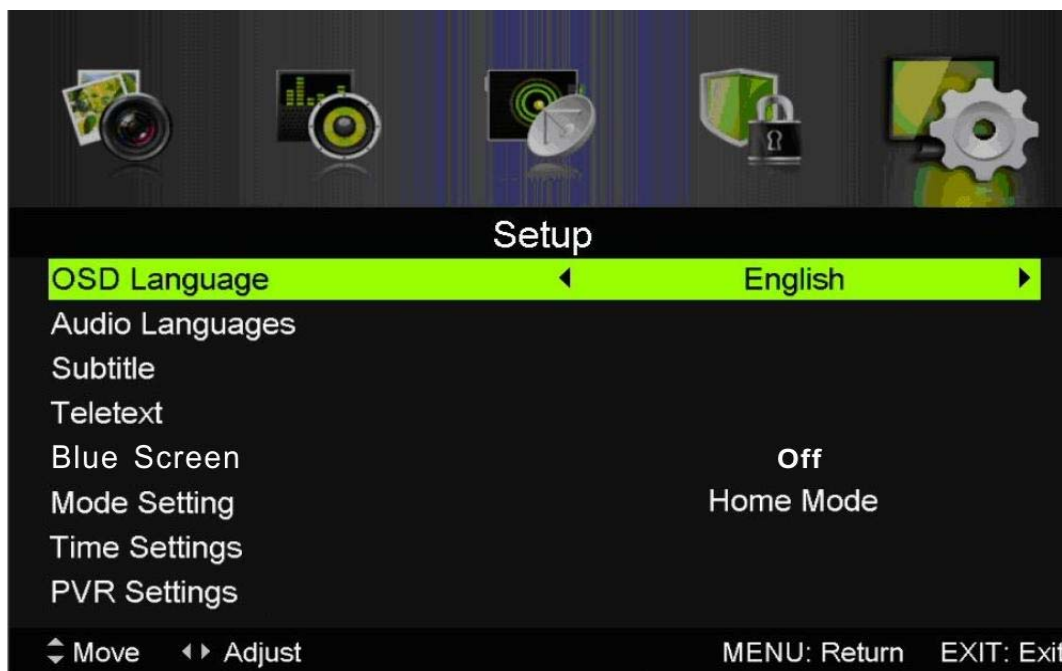 Setup
OSD Language English
Audio Languages
Subtitle
Teletext
Blue Screen Off
Mode Setting Home Mode
Time Settings
PVR Settings
Move Adjust MENU: Return EXIT: Exit